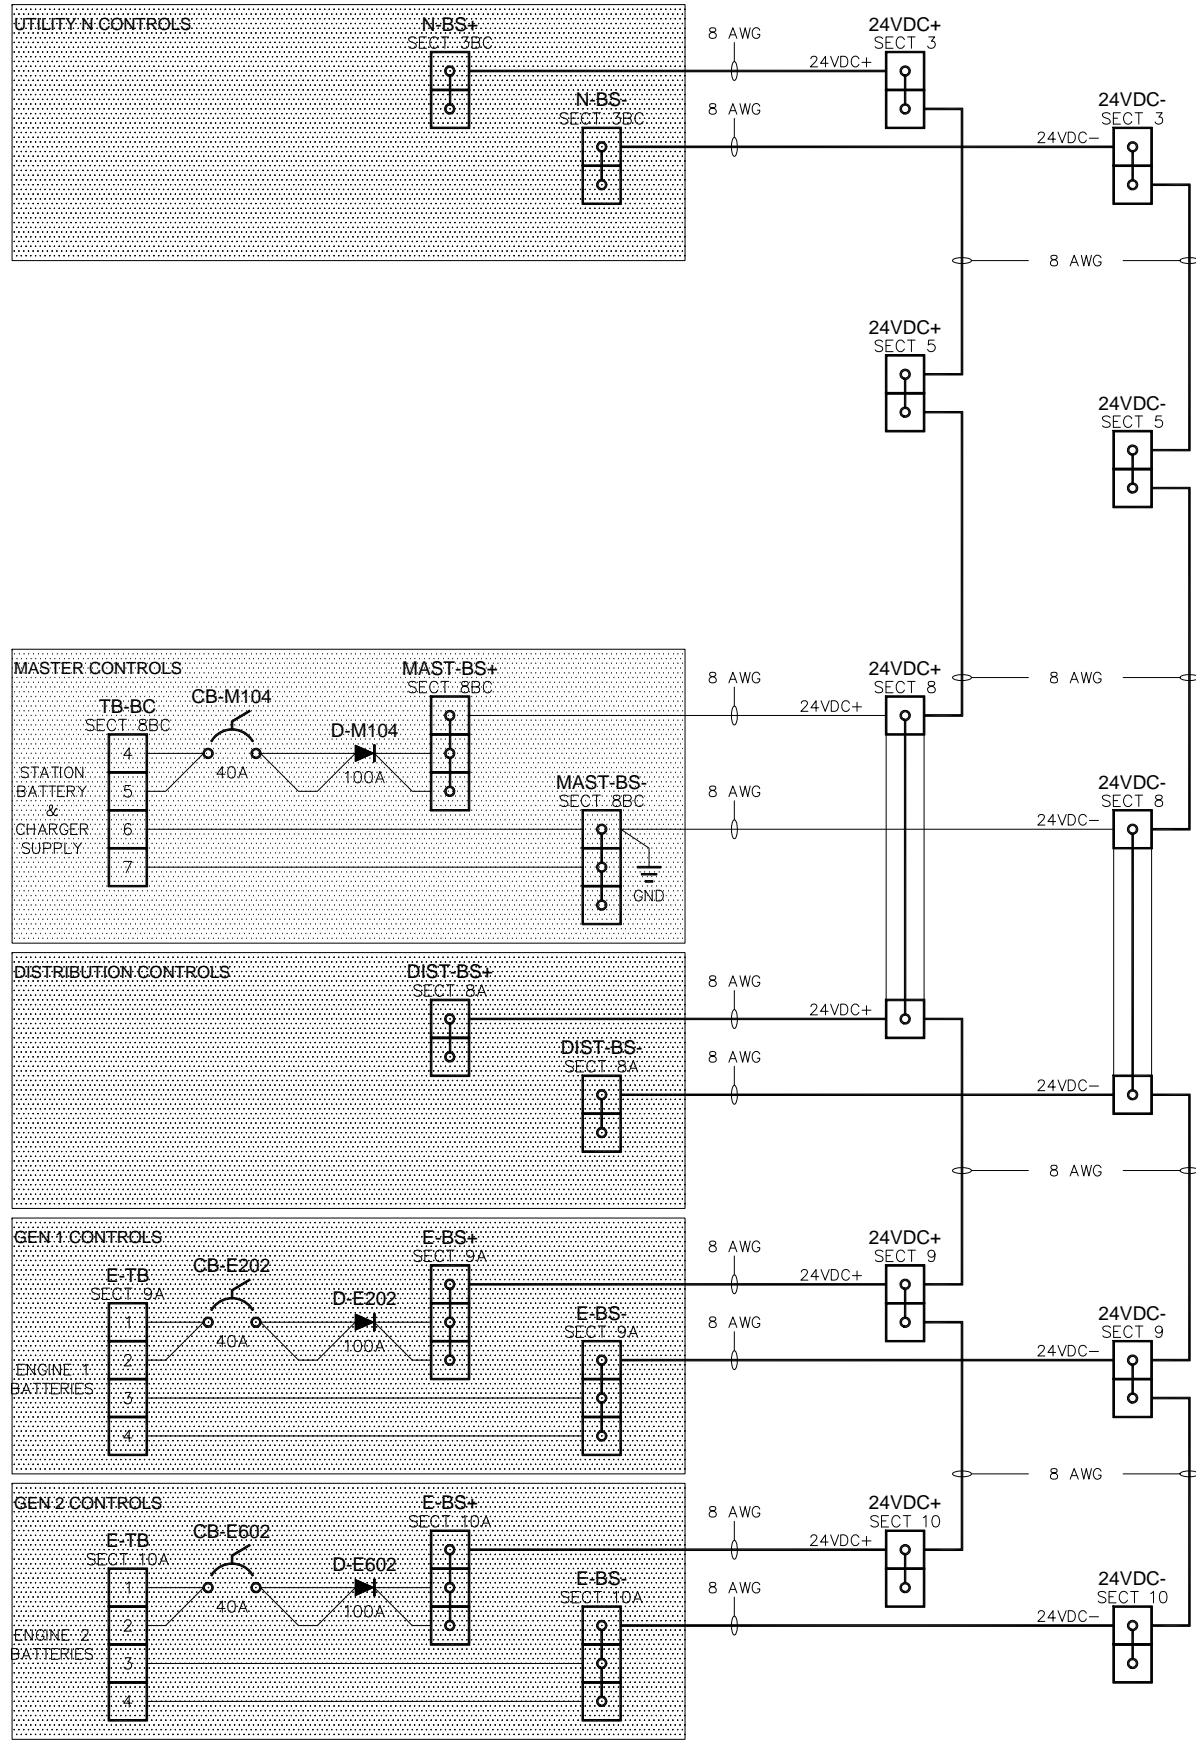 UTILITY N CONTROLS
N-BS+
SECT 3BC
8 AWG
24VDC+
24VDC+
SECT 3
N-BS-
SECT 3BC
8 AWG
24VDC-
24VDC-
SECT 3
8 AWG
24VDC+
SECT 5
24VDC-
SECT 5
MASTER CONTROLS
TB-BC
SECT 8BC
4
5
6
7
STATION
BATTERY
&
CHARGER
SUPPLY
CB-M104
40A
D-M104
100A
MAST-BS+
SECT 8BC
MAST-BS-
SECT 8BC
GND
8 AWG
24VDC+
24VDC+
SECT 8
8 AWG
8 AWG
24VDC-
24VDC-
SECT 8
DISTRIBUTION CONTROLS
DIST-BS+
SECT 8A
8 AWG
24VDC+
DIST-BS-
SECT 8A
8 AWG
24VDC-
8 AWG
GEN 1 CONTROLS
E-TB
SECT 9A
1
2
3
4
ENGINE 1
BATTERIES
CB-E202
40A
D-E202
100A
E-BS+
SECT 9A
E-BS-
SECT 9A
8 AWG
24VDC+
24VDC+
SECT 9
8 AWG
24VDC-
24VDC-
SECT 9
8 AWG
GEN 2 CONTROLS
E-TB
SECT 10A
1
2
3
4
ENGINE 2
BATTERIES
CB-E602
40A
D-E602
100A
E-BS+
SECT 10A
E-BS-
SECT 10A
8 AWG
24VDC+
24VDC+
SECT 10
8 AWG
24VDC-
24VDC-
SECT 10